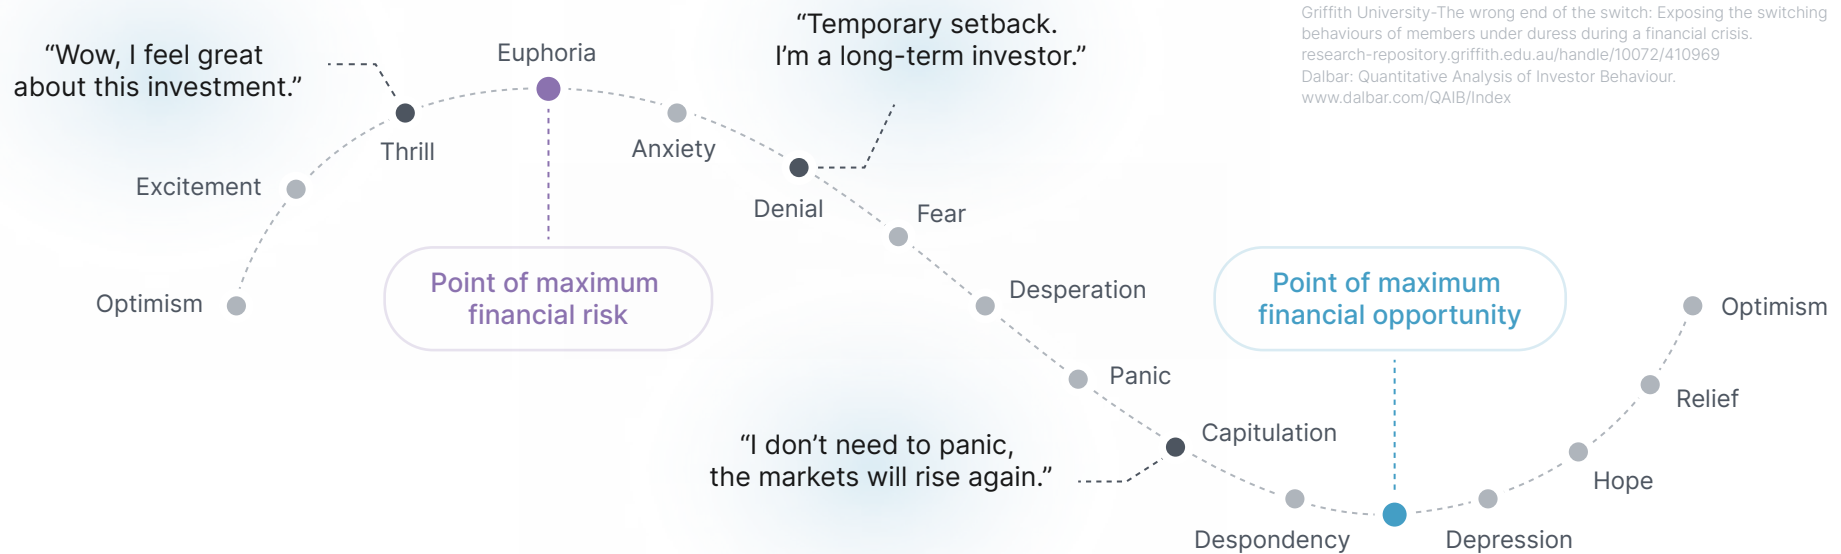 “Wow, I feel great
about this investment.”
Euphoria
“Temporary setback.
I’m a long-term investor.”
Griffith University-The wrong end of the switch: Exposing the switching
behaviours of members under duress during a financial crisis.
research-repository.griffith.edu.au/handle/10072/410969
Dalbar: Quantitative Analysis of Investor Behaviour.
www.dalbar.com/QAIB/Index
Thrill
Anxiety
Excitement
Denial
Fear
Optimism
Point of maximum
financial risk
Desperation
Point of maximum
financial opportunity
Optimism
Panic
Relief
“I don’t need to panic,
the markets will rise again.”
Capitulation
Hope
Despondency
Depression